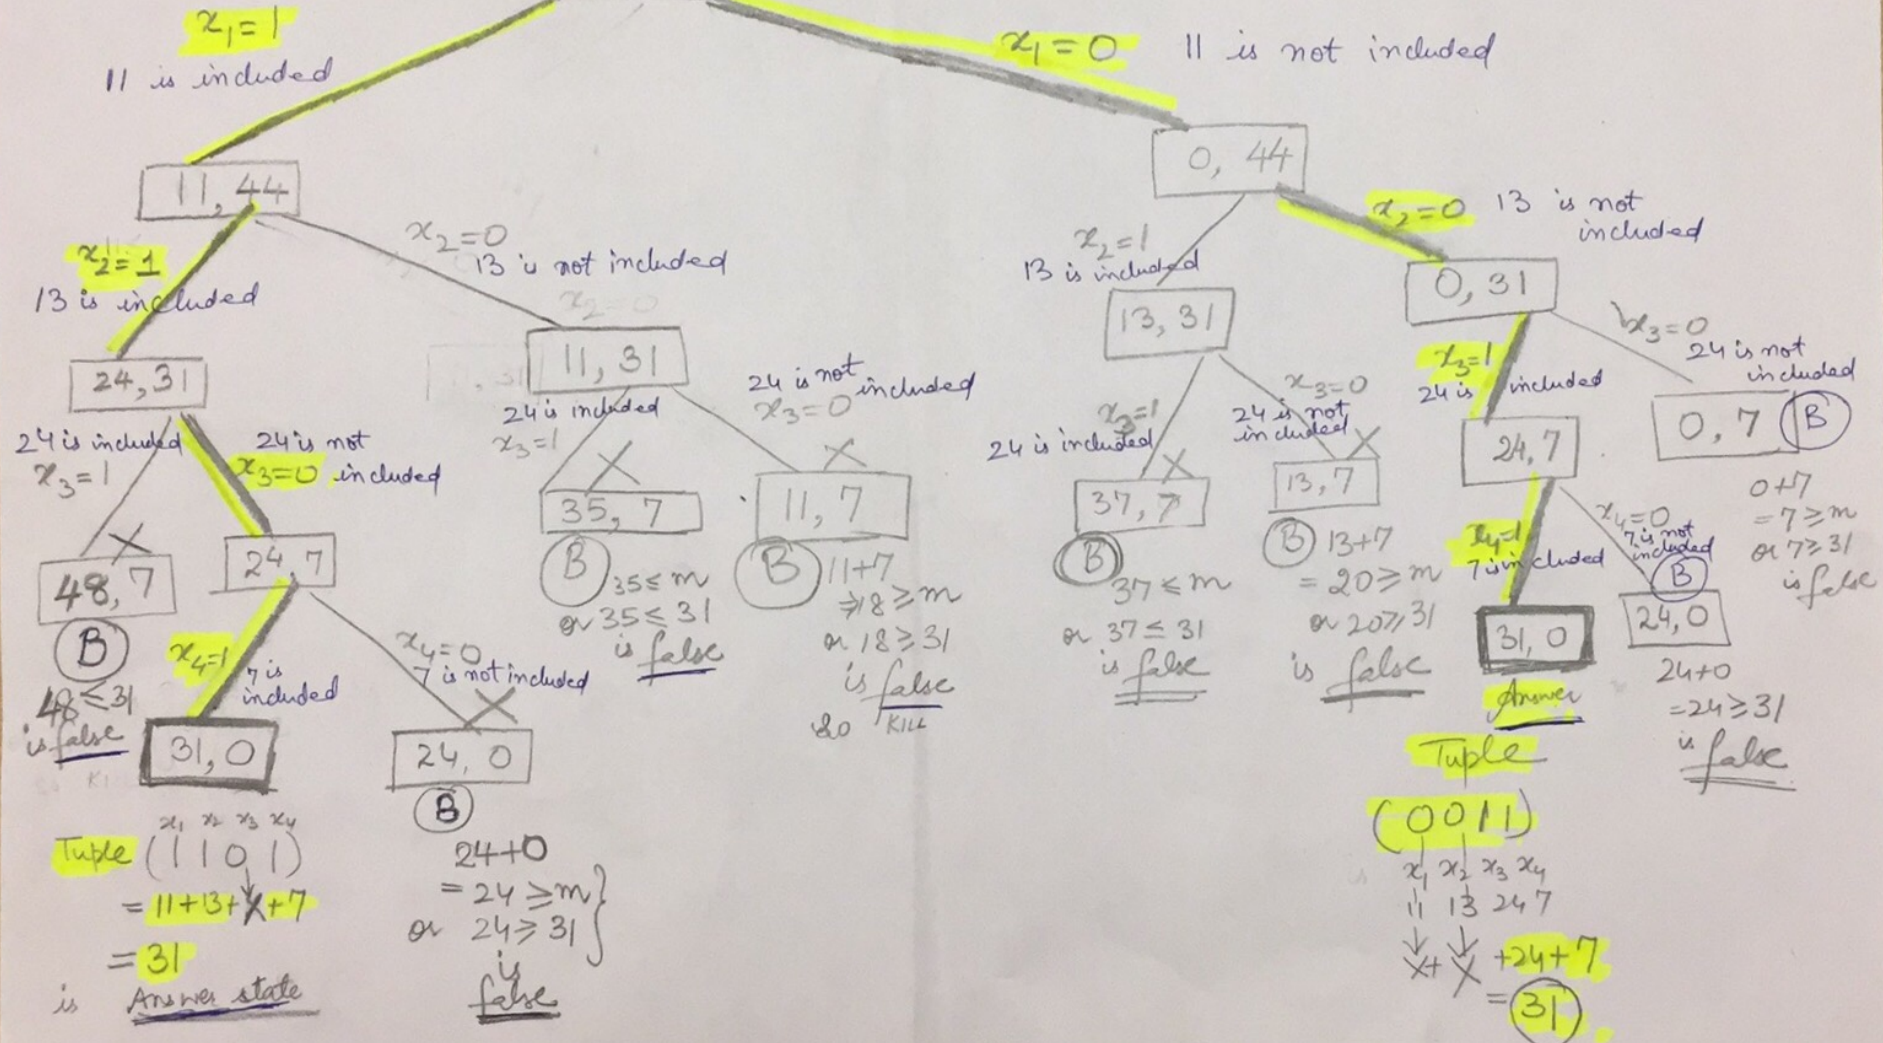 x₁ = 1
11 is included
x₁ = 0
11 is not included
11, 44
0, 44
x₂ = 1
13 is included
x₂ = 0
13 is not included
x₂ = 0
x₂ = 1
13 is included
x₂ = 0
13 is not
included
24, 31
11, 31
13, 31
0, 31
24 is included
x₃ = 1
24 is not
x₃ = 0 included
24 is included
x₃ = 1
24 is not included
x₃ = 0
x₃ = 1
24 is included
x₃ = 0
24 is not
included
x₃ = 1
24 is included
x₃ = 0
24 is not
included
48, 7
B
48 ≤ 31
is false
24, 7
35, 7
B
35 ≤ m
or 35 ≤ 31
is false
11, 7
B
11+7
18 ≥ m
or 18 ≥ 31
is false
so KILL
37, 7
B
37 ≤ m
or 37 ≤ 31
is false
13, 7
B
13+7
= 20 ≥ m
or 20 ≥ 31
is false
24, 7
0, 7
B
0+7
= 7 ≥ m
or 7 ≥ 31
is false
x₄ = 1
7 is
included
x₄ = 0
7 is not included
x₄ = 1
7 is included
x₄ = 0
7 is not
included
31, 0
24, 0
B
31, 0
Answer
B
24, 0
24+0
= 24 ≥ 31
is false
x₁ x₂ x₃ x₄
Tuple (1 1 0 1)
= 11+13+X+7
= 31
is Answer state
24+0
= 24 ≥ m
or 24 ≥ 31
is
false
Tuple
(0 0 1 1)
x₁ x₂ x₃ x₄
11 13 24 7
X + X +24+7
= 31